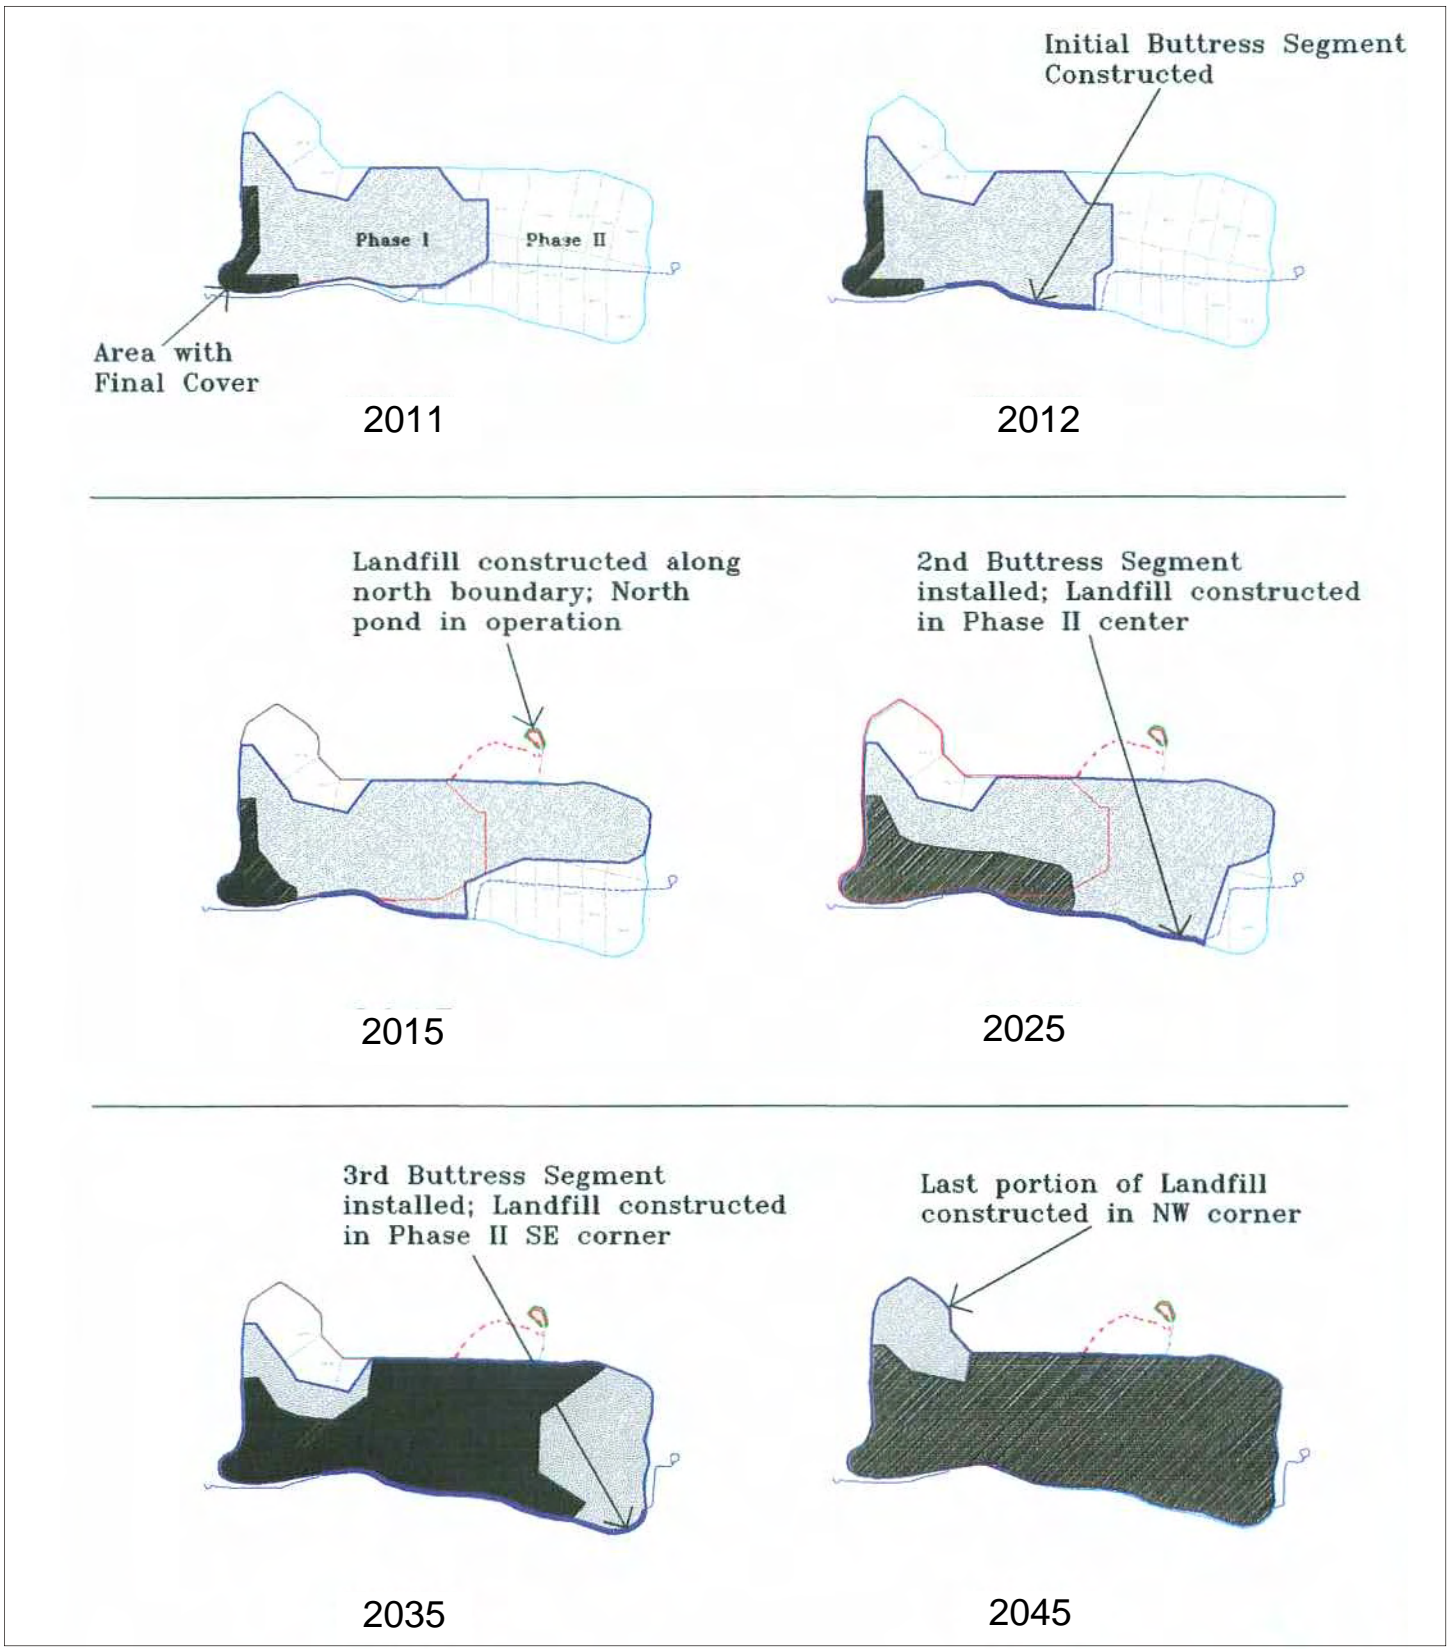 Initial Buttress Segment
Constructed
Phase I
Phase II
Area with
Final Cover
2011
2012
Landfill constructed along
north boundary; North
pond in operation
2nd Buttress Segment
installed; Landfill constructed
in Phase II center
2015
2025
3rd Buttress Segment
installed; Landfill constructed
in Phase II SE corner
Last portion of Landfill
constructed in NW corner
2035
2045